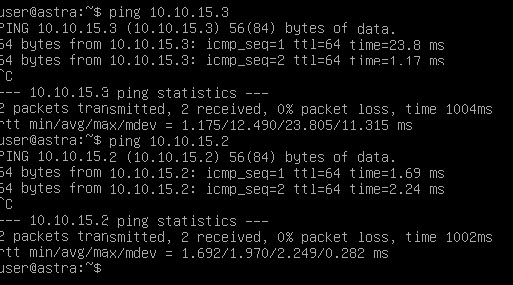 user@astra:~$ ping 10.10.15.3
PING 10.10.15.3 (10.10.15.3) 56(84) bytes of data.
64 bytes from 10.10.15.3: icmp_seq=1 ttl=64 time=23.8 ms
64 bytes from 10.10.15.3: icmp_seq=2 ttl=64 time=1.17 ms
^C
--- 10.10.15.3 ping statistics ---
2 packets transmitted, 2 received, 0% packet loss, time 1004ms
rtt min/avg/max/mdev = 1.175/12.490/23.805/11.315 ms
user@astra:~$ ping 10.10.15.2
PING 10.10.15.2 (10.10.15.2) 56(84) bytes of data.
64 bytes from 10.10.15.2: icmp_seq=1 ttl=64 time=1.69 ms
64 bytes from 10.10.15.2: icmp_seq=2 ttl=64 time=2.24 ms
^C
--- 10.10.15.2 ping statistics ---
2 packets transmitted, 2 received, 0% packet loss, time 1002ms
rtt min/avg/max/mdev = 1.692/1.970/2.249/0.282 ms
user@astra:~$